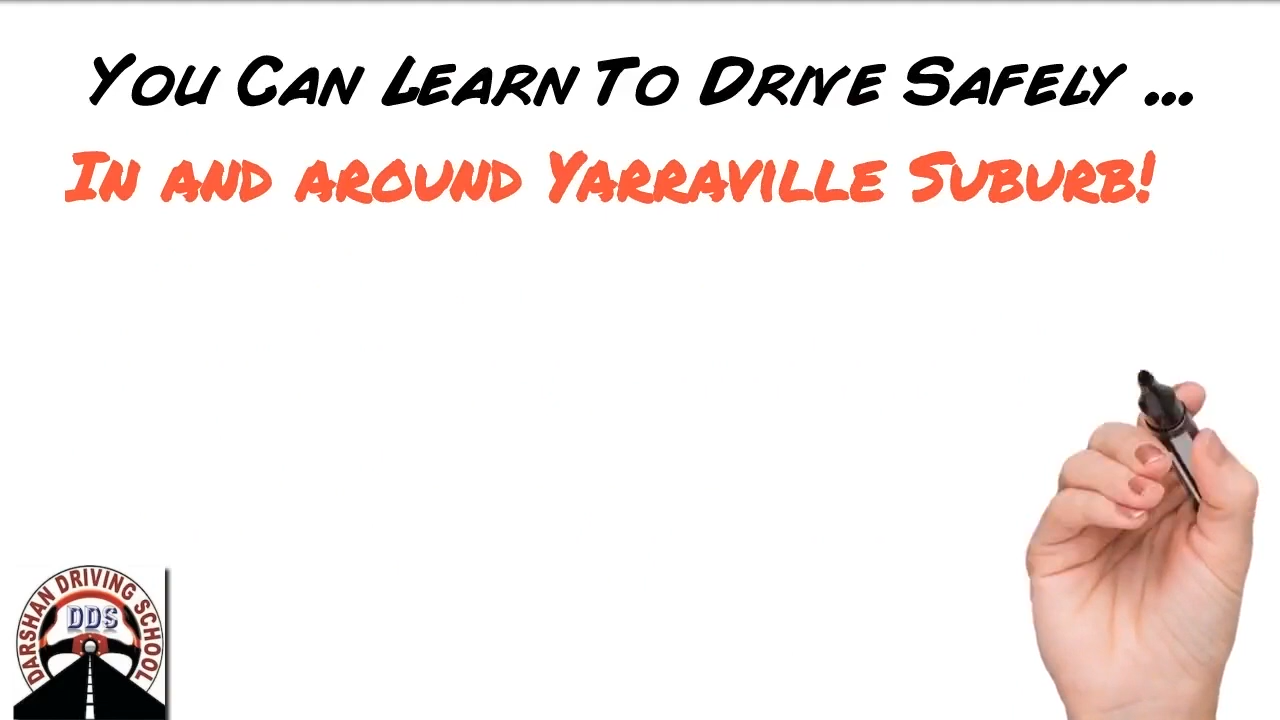 You Can Learn To Drive Safely ...
In and around Yarraville Suburb!
DARSHAN DRIVING SCHOOL
DDS